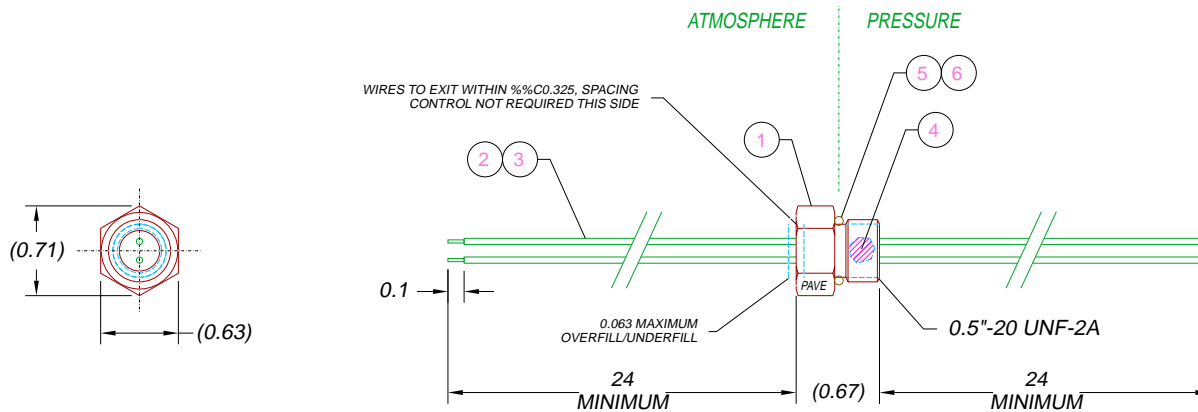 ATMOSPHERE
PRESSURE
5 6
WIRES TO EXIT WITHIN %%C0.325, SPACING
CONTROL NOT REQUIRED THIS SIDE
4
1
2 3
(0.71)
0.1
PAVE
(0.63)
0.063 MAXIMUM
OVERFILL/UNDERFILL
0.5"-20 UNF-2A
24
MINIMUM
(0.67)
24
MINIMUM